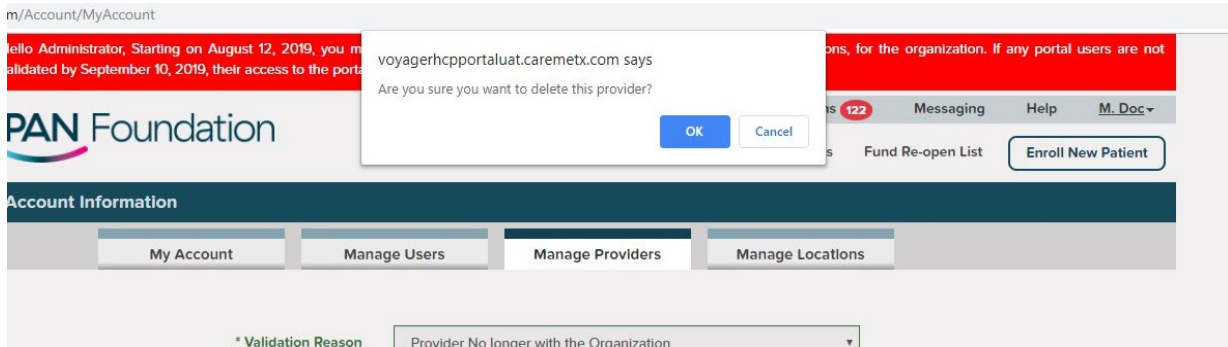 m/Account/MyAccount
ello Administrator, Starting on August 12, 2019, you m
ons, for the organization. If any portal users are not
alidated by September 10, 2019, their access to the porta
voyagerhcpportaluat.caremetx.com says
Are you sure you want to delete this provider?
OK Cancel
ns 122 Messaging Help M. Doc
PAN Foundation
s Fund Re-open List Enroll New Patient
Account Information
My Account Manage Users Manage Providers Manage Locations
* Validation Reason Provider No longer with the Organization